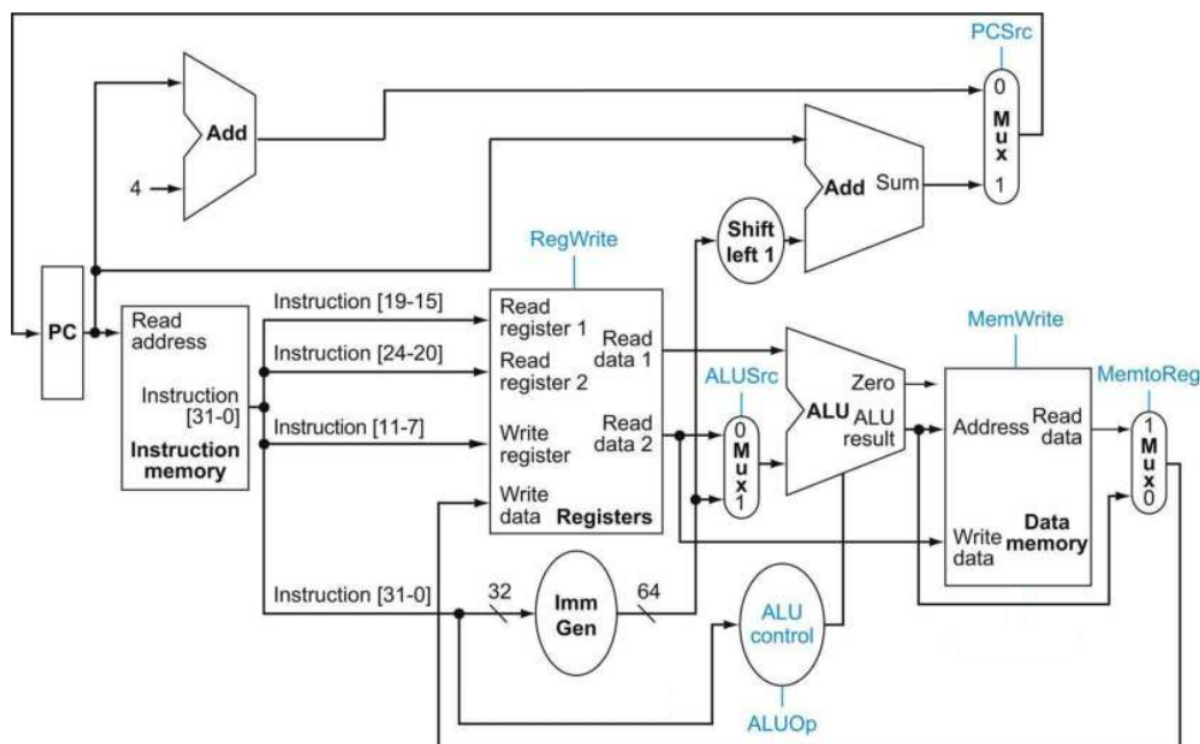 PCSrc
0
Mux
1
Add
4
Add Sum
Shift
left 1
RegWrite
PC
Read
address
Instruction
[31-0]
Instruction
memory
Instruction [19-15]
Instruction [24-20]
Instruction [11-7]
Instruction [31-0]
Read
register 1
Read
register 2
Write
register
Write
data
Read
data 1
Read
data 2
Registers
ALUSrc
0
Mux
1
Zero
ALU
ALU
result
MemWrite
Address
Read
data
Write
data
Data
memory
MemtoReg
1
Mux
0
32
Imm
Gen
64
ALU
control
ALUOp